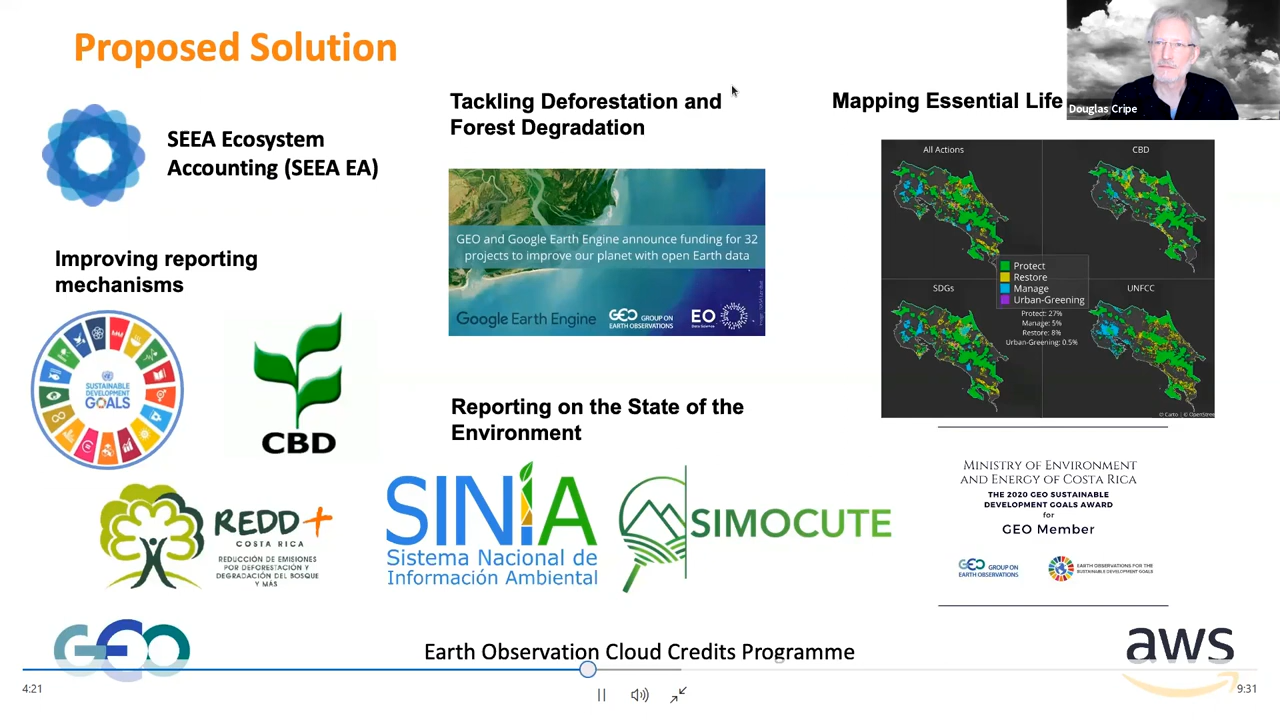 Proposed Solution
Douglas Cripe
SEEA Ecosystem
Accounting (SEEA EA)
Improving reporting
mechanisms
SUSTAINABLE
DEVELOPMENT
GOALS
CBD
REDD+
COSTA RICA
REDUCCIÓN DE EMISIONES
POR DEFORESTACIÓN Y
DEGRADACIÓN DEL BOSQUE
Y MÁS
Tackling Deforestation and
Forest Degradation
GEO and Google Earth Engine announce funding for 32
projects to improve our planet with open Earth data
Google Earth Engine
GEO GROUP ON
EARTH OBSERVATIONS
EO
Data Science
Reporting on the State of the
Environment
SINIA
Sistema Nacional de
Información Ambiental
SIMOCUTE
Mapping Essential Life
All Actions
CBD
Protect
Restore
Manage
Urban-Greening
SDGs
UNFCC
Protect: 27%
Manage: 5%
Restore: 8%
Urban-Greening: 0.5%
© Carto | © OpenStree
MINISTRY OF ENVIRONMENT
AND ENERGY OF COSTA RICA
THE 2020 GEO SUSTAINABLE
DEVELOPMENT GOALS AWARD
for
GEO Member
GEO GROUP ON
EARTH OBSERVATIONS
EARTH OBSERVATIONS FOR THE
SUSTAINABLE DEVELOPMENT GOALS
GEO
Earth Observation Cloud Credits Programme
aws
4:21
9:31